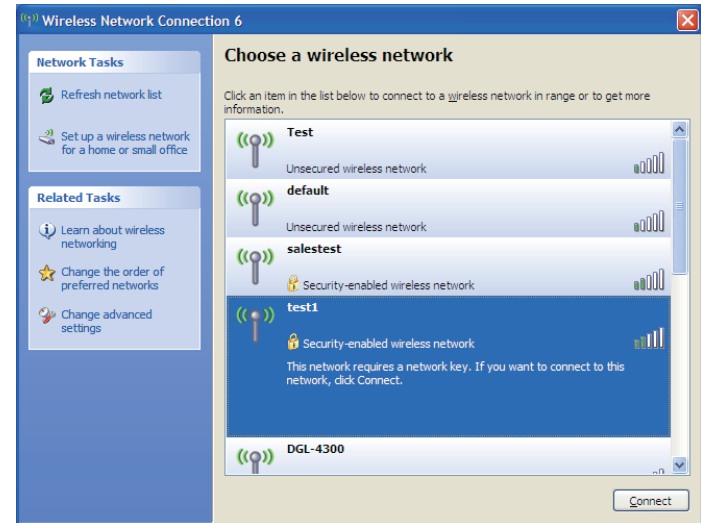 Wireless Network Connection 6
Network Tasks
Refresh network list
Set up a wireless network
for a home or small office
Related Tasks
Learn about wireless
networking
Change the order of
preferred networks
Change advanced
settings
Choose a wireless network
Click an item in the list below to connect to a wireless network in range or to get more
information.
Test
Unsecured wireless network
default
Unsecured wireless network
salestest
Security-enabled wireless network
test1
Security-enabled wireless network
This network requires a network key. If you want to connect to this
network, click Connect.
DGL-4300
Connect